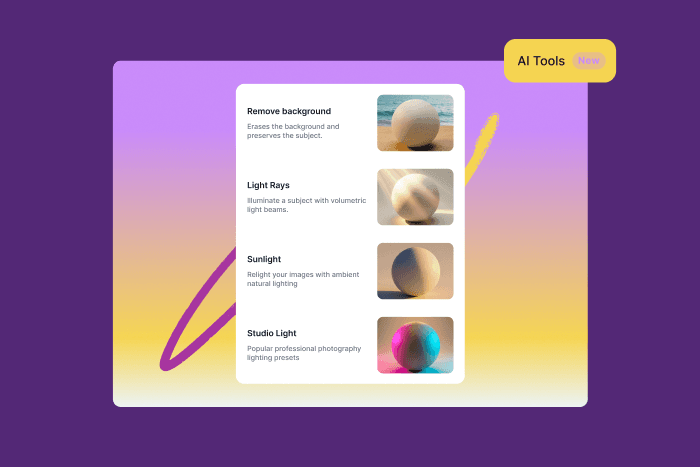 AI Tools New
Remove background
Erases the background and
preserves the subject.
Light Rays
Illuminate a subject with volumetric
light beams.
Sunlight
Relight your images with ambient
natural lighting
Studio Light
Popular professional photography
lighting presets